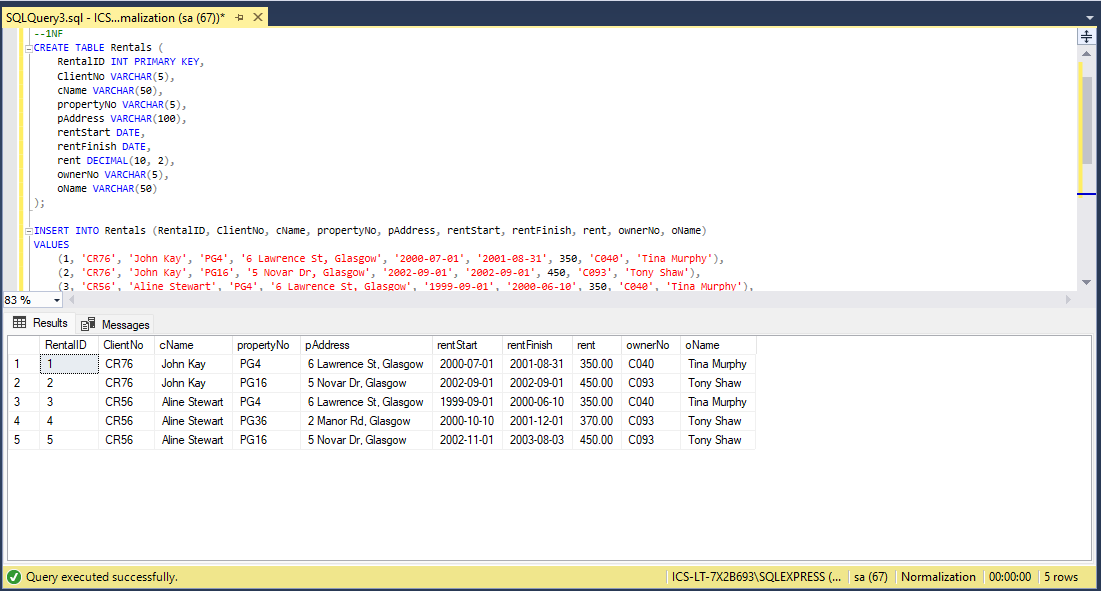 SQLQuery3.sql - ICS...malization (sa (67))*
--1NF
CREATE TABLE Rentals (
RentalID INT PRIMARY KEY,
ClientNo VARCHAR(5),
cName VARCHAR(50),
propertyNo VARCHAR(5),
pAddress VARCHAR(100),
rentStart DATE,
rentFinish DATE,
rent DECIMAL(10, 2),
ownerNo VARCHAR(5),
oName VARCHAR(50)
);
INSERT INTO Rentals (RentalID, ClientNo, cName, propertyNo, pAddress, rentStart, rentFinish, rent, ownerNo, oName)
VALUES
(1, 'CR76', 'John Kay', 'PG4', '6 Lawrence St, Glasgow', '2000-07-01', '2001-08-31', 350, 'C040', 'Tina Murphy'),
(2, 'CR76', 'John Kay', 'PG16', '5 Novar Dr, Glasgow', '2002-09-01', '2002-09-01', 450, 'C093', 'Tony Shaw'),
(3, 'CR56', 'Aline Stewart', 'PG4', '6 Lawrence St, Glasgow', '1999-09-01', '2000-06-10', 350, 'C040', 'Tina Murphy'),
83 %
Results Messages
RentalID ClientNo cName propertyNo pAddress rentStart rentFinish rent ownerNo oName
1 1 CR76 John Kay PG4 6 Lawrence St, Glasgow 2000-07-01 2001-08-31 350.00 C040 Tina Murphy
2 2 CR76 John Kay PG16 5 Novar Dr, Glasgow 2002-09-01 2002-09-01 450.00 C093 Tony Shaw
3 3 CR56 Aline Stewart PG4 6 Lawrence St, Glasgow 1999-09-01 2000-06-10 350.00 C040 Tina Murphy
4 4 CR56 Aline Stewart PG36 2 Manor Rd, Glasgow 2000-10-10 2001-12-01 370.00 C093 Tony Shaw
5 5 CR56 Aline Stewart PG16 5 Novar Dr, Glasgow 2002-11-01 2003-08-03 450.00 C093 Tony Shaw
Query executed successfully. ICS-LT-7X2B693\SQLEXPRESS (... sa (67) Normalization 00:00:00 5 rows